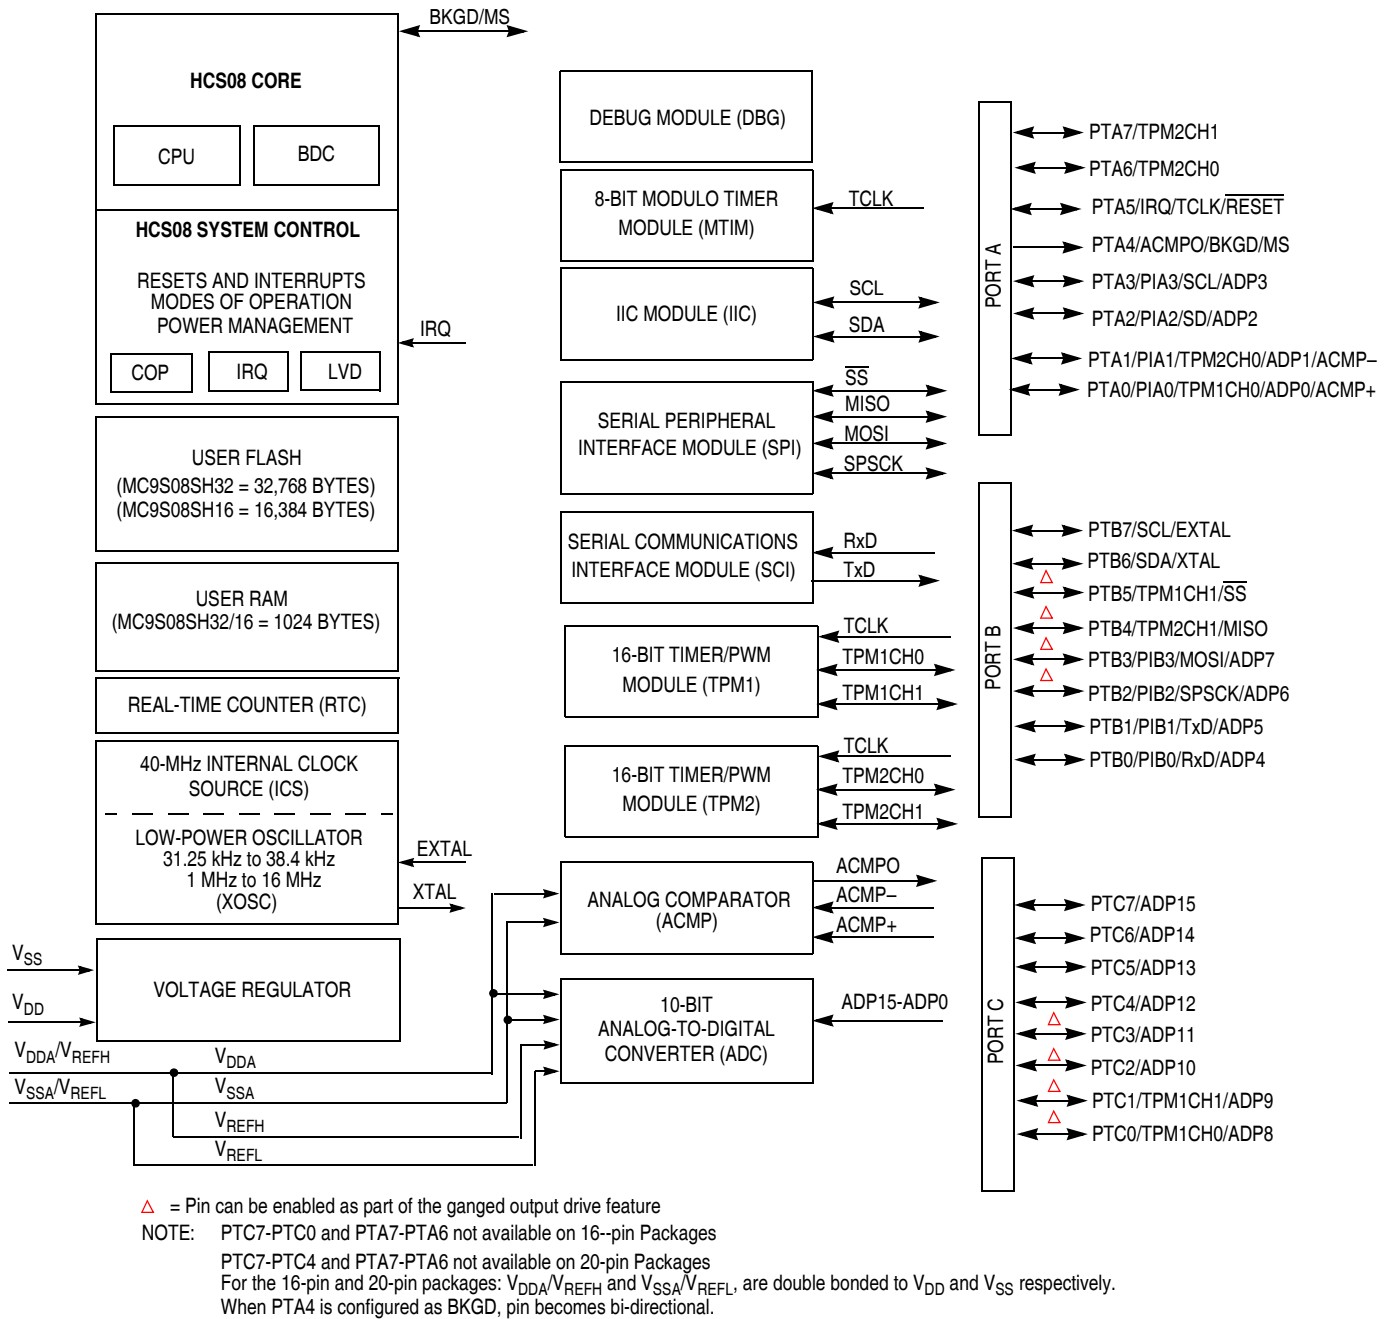 BKGD/MS
HCS08 CORE
CPU
BDC
HCS08 SYSTEM CONTROL
RESETS AND INTERRUPTS
MODES OF OPERATION
POWER MANAGEMENT
IRQ
COP
IRQ
LVD
USER FLASH
(MC9S08SH32 = 32,768 BYTES)
(MC9S08SH16 = 16,384 BYTES)
USER RAM
(MC9S08SH32/16 = 1024 BYTES)
REAL-TIME COUNTER (RTC)
40-MHz INTERNAL CLOCK
SOURCE (ICS)
LOW-POWER OSCILLATOR
31.25 kHz to 38.4 kHz
1 MHz to 16 MHz
(XOSC)
EXTAL
XTAL
VSS
VDD
VOLTAGE REGULATOR
VDDA/VREFH
VDDA
VSSA/VREFL
VSSA
VREFH
VREFL
DEBUG MODULE (DBG)
8-BIT MODULO TIMER
MODULE (MTIM)
TCLK
IIC MODULE (IIC)
SCL
SDA
SERIAL PERIPHERAL
INTERFACE MODULE (SPI)
SS
MISO
MOSI
SPSCK
SERIAL COMMUNICATIONS
INTERFACE MODULE (SCI)
RxD
TxD
16-BIT TIMER/PWM
MODULE (TPM1)
TCLK
TPM1CH0
TPM1CH1
16-BIT TIMER/PWM
MODULE (TPM2)
TCLK
TPM2CH0
TPM2CH1
ANALOG COMPARATOR
(ACMP)
ACMPO
ACMP–
ACMP+
10-BIT
ANALOG-TO-DIGITAL
CONVERTER (ADC)
ADP15-ADP0
PORT A
PTA7/TPM2CH1
PTA6/TPM2CH0
PTA5/IRQ/TCLK/RESET
PTA4/ACMPO/BKGD/MS
PTA3/PIA3/SCL/ADP3
PTA2/PIA2/SD/ADP2
PTA1/PIA1/TPM2CH0/ADP1/ACMP–
PTA0/PIA0/TPM1CH0/ADP0/ACMP+
PORT B
PTB7/SCL/EXTAL
PTB6/SDA/XTAL
PTB5/TPM1CH1/SS
PTB4/TPM2CH1/MISO
PTB3/PIB3/MOSI/ADP7
PTB2/PIB2/SPSCK/ADP6
PTB1/PIB1/TxD/ADP5
PTB0/PIB0/RxD/ADP4
PORT C
PTC7/ADP15
PTC6/ADP14
PTC5/ADP13
PTC4/ADP12
PTC3/ADP11
PTC2/ADP10
PTC1/TPM1CH1/ADP9
PTC0/TPM1CH0/ADP8
△ = Pin can be enabled as part of the ganged output drive feature
NOTE: PTC7-PTC0 and PTA7-PTA6 not available on 16--pin Packages
PTC7-PTC4 and PTA7-PTA6 not available on 20-pin Packages
For the 16-pin and 20-pin packages: VDDA/VREFH and VSSA/VREFL, are double bonded to VDD and VSS respectively.
When PTA4 is configured as BKGD, pin becomes bi-directional.